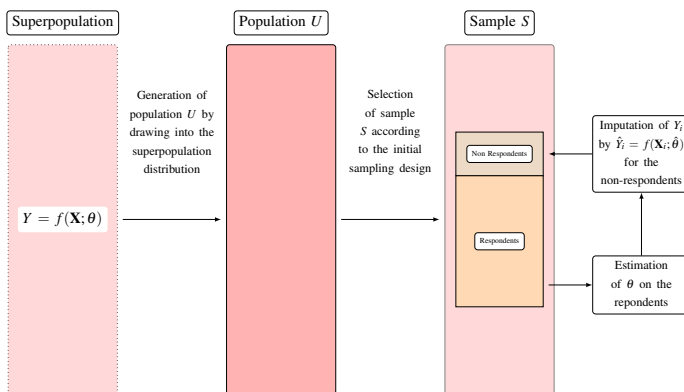 Superpopulation
Population U
Sample S
Generation of
population U by
drawing into the
superpopulation
distribution
Selection
of sample
S according
to the initial
sampling design
Y = f(X; θ)
Non Respondents
Respondents
Imputation of Yᵢ
by Ŷᵢ = f(Xᵢ; θ̂)
for the
non-respondents
Estimation
of θ on the
repondents